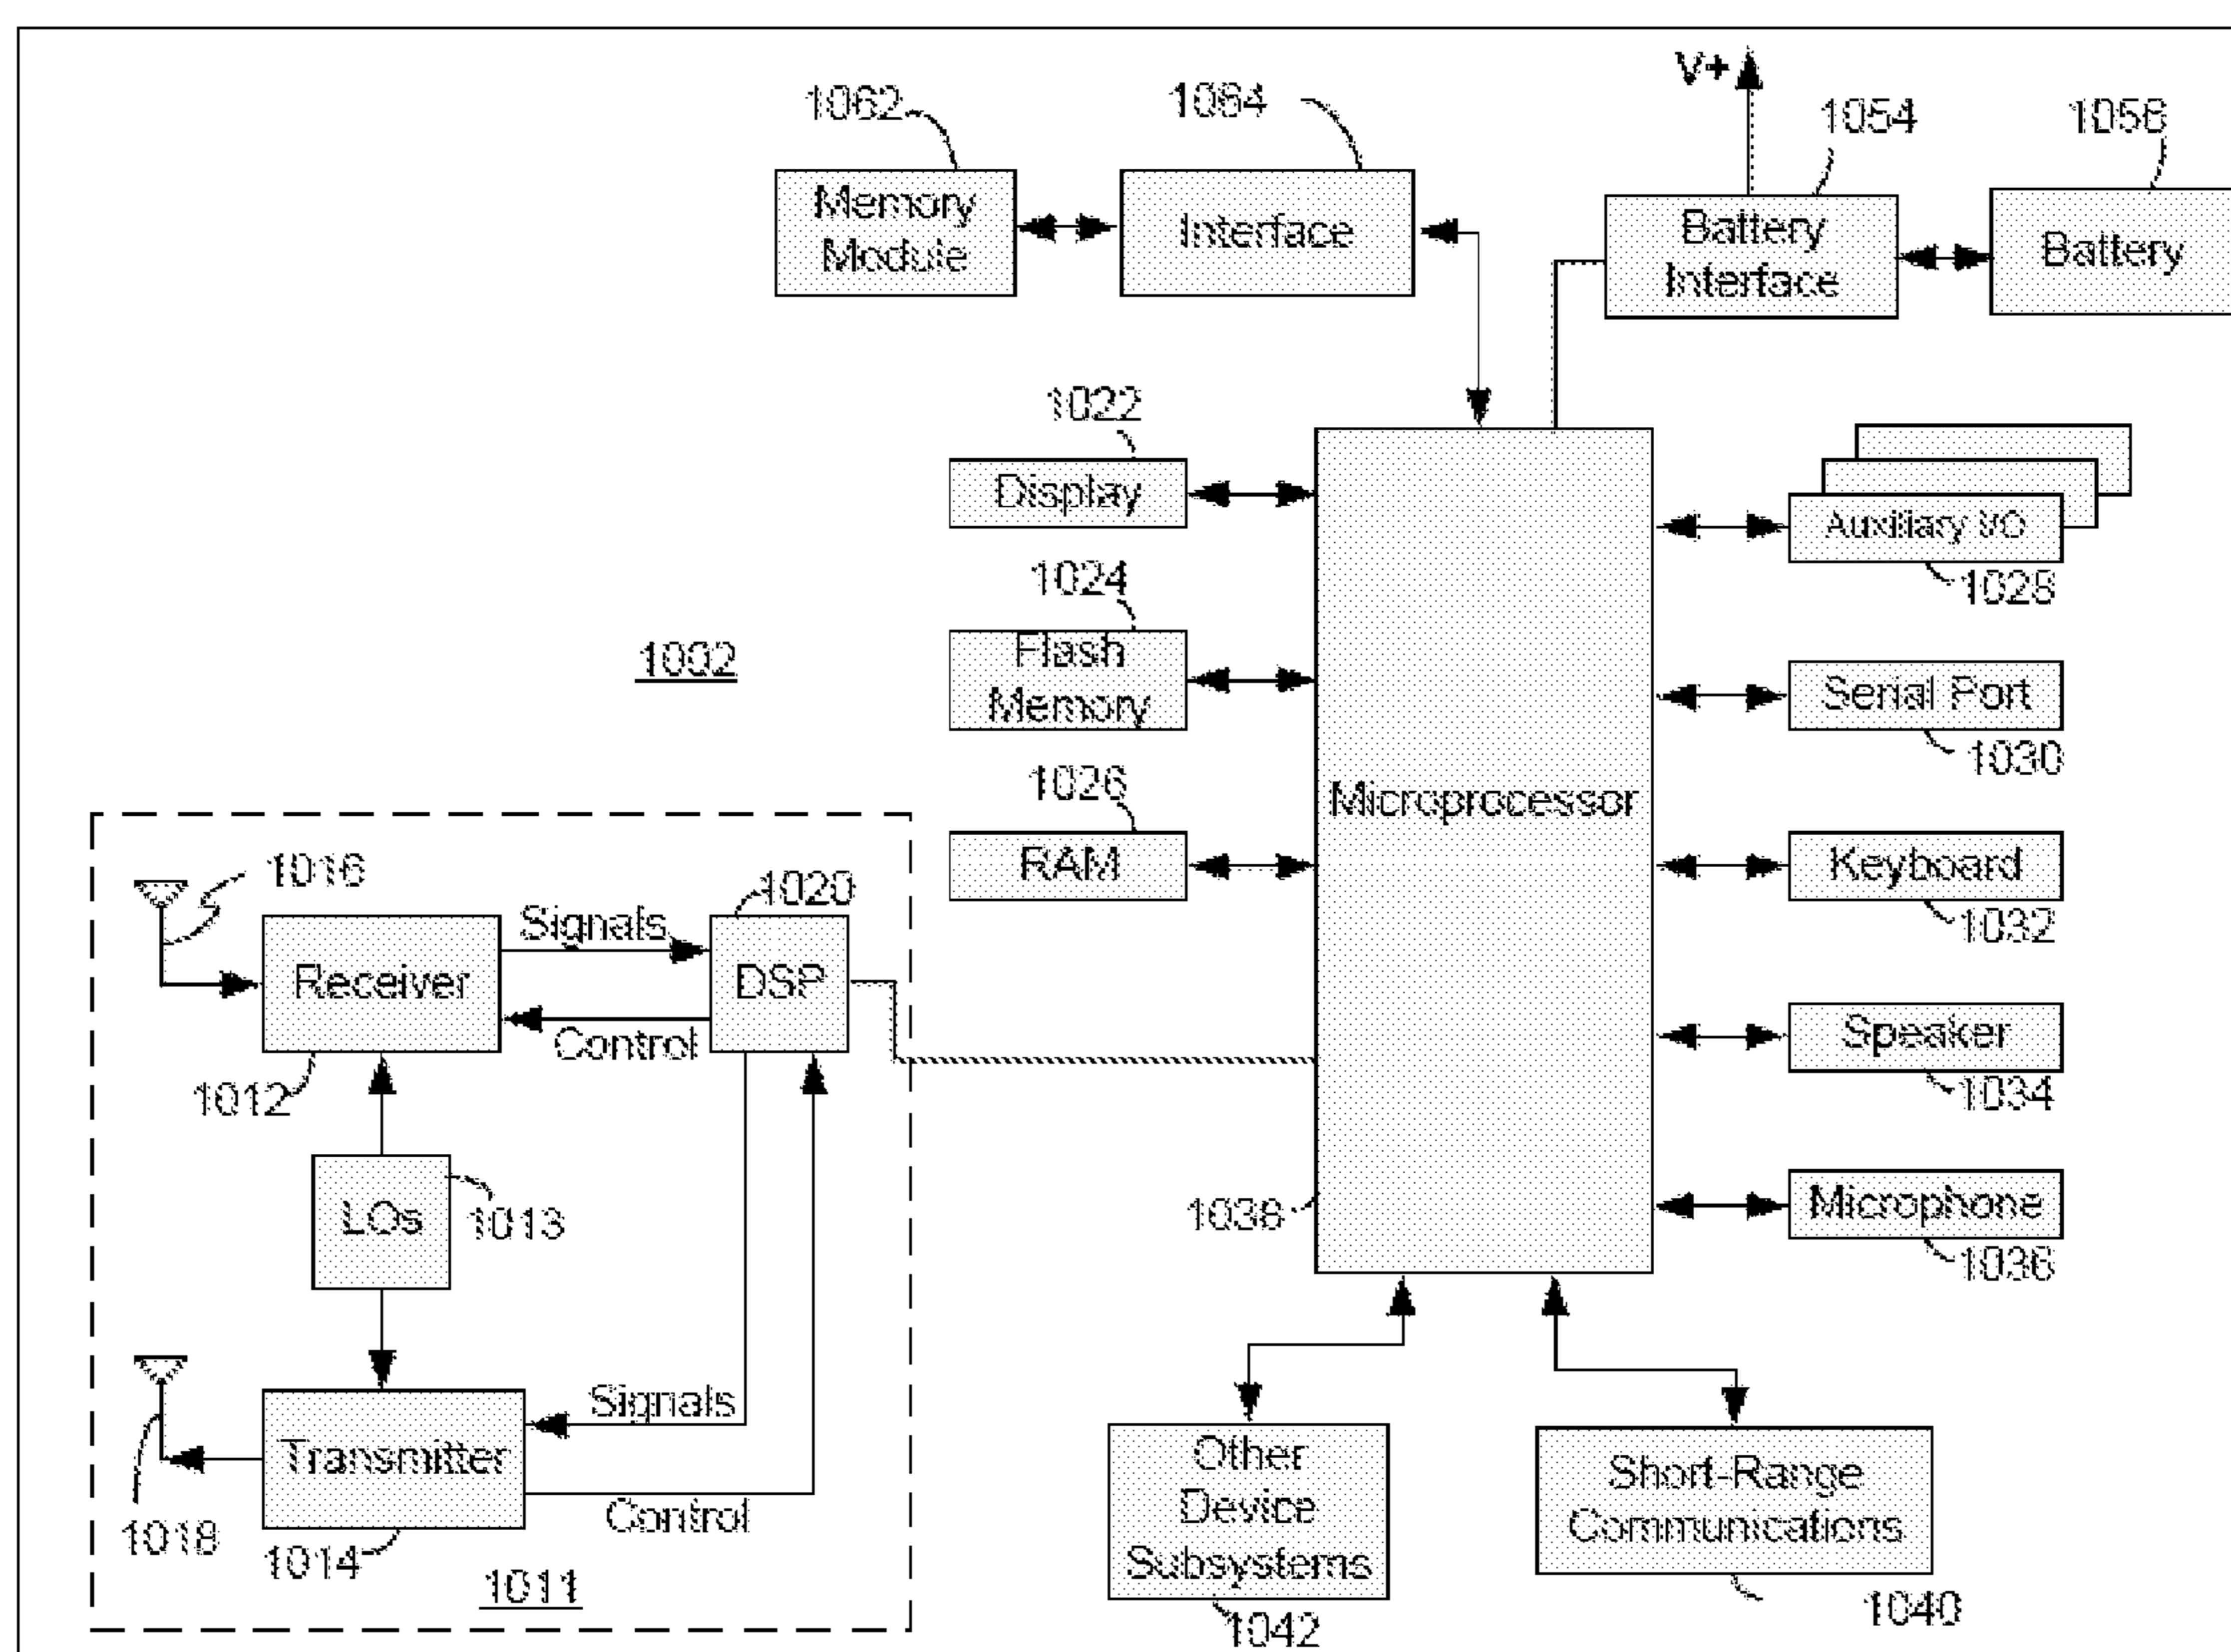 V+
1062
1064
1054
1056
Memory
Module
Interface
Battery
Interface
Battery
1022
Display
Auxiliary I/O
1028
1024
Flash
Memory
1002
Serial Port
1030
1026
RAM
Microprocessor
Keyboard
1032
1016
1020
Signals
Receiver
DSP
Control
1012
Speaker
1034
LOs
1013
1038
Microphone
1036
Signals
Transmitter
Control
1018
1014
1011
Other
Device
Subsystems
1042
Short-Range
Communications
1040